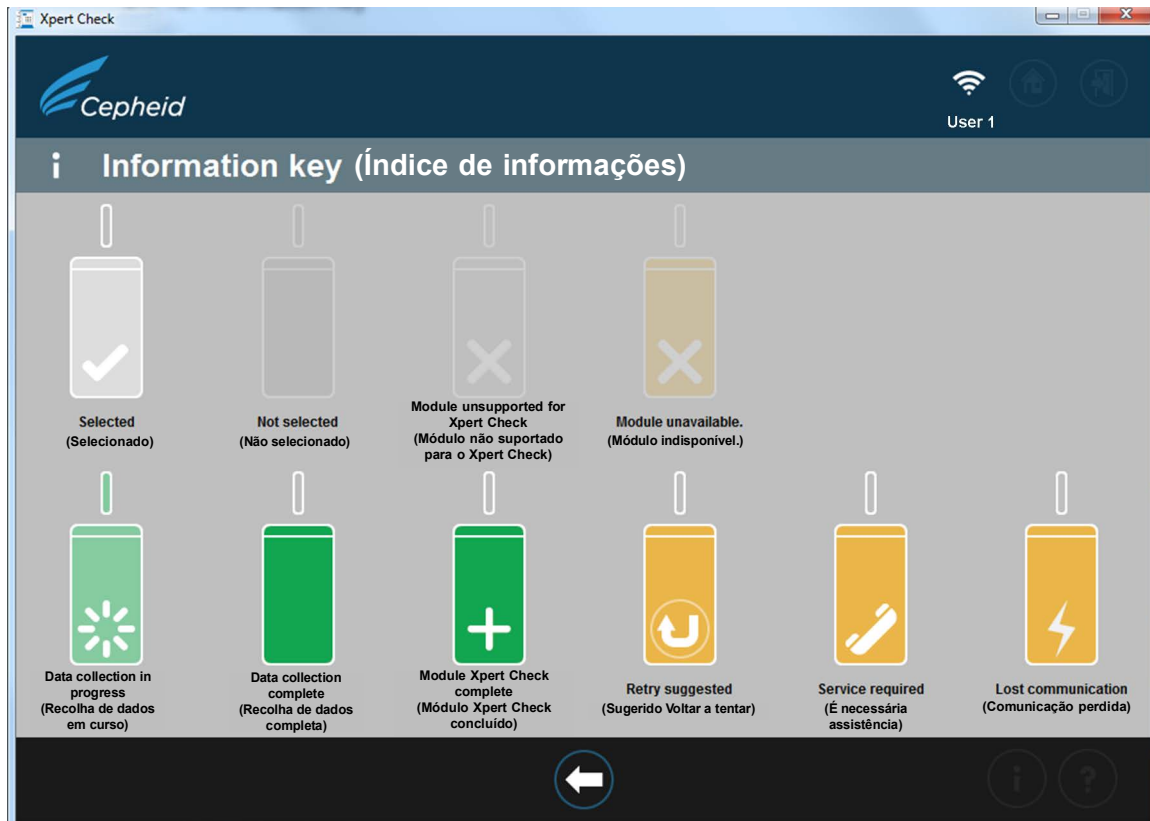 Xpert Check
Cepheid
User 1
i Information key (Índice de informações)
Selected
(Selecionado)
Not selected
(Não selecionado)
Module unsupported for
Xpert Check
(Módulo não suportado
para o Xpert Check)
Module unavailable.
(Módulo indisponível.)
Data collection in
progress
(Recolha de dados
em curso)
Data collection
complete
(Recolha de dados
completa)
Module Xpert Check
complete
(Módulo Xpert Check
concluído)
Retry suggested
(Sugerido Voltar a tentar)
Service required
(É necessária
assistência)
Lost communication
(Comunicação perdida)
i
?